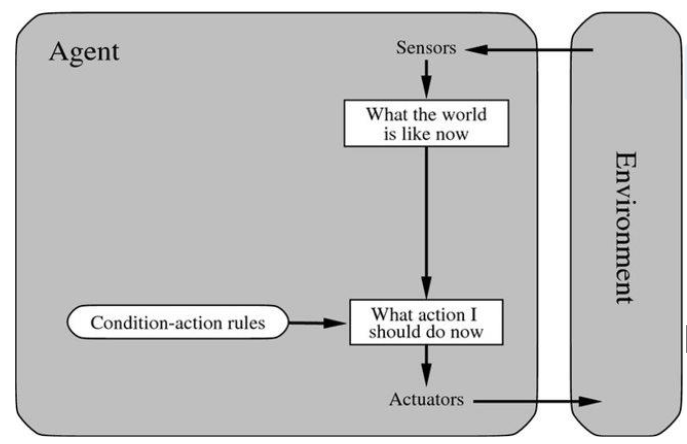 Agent
Sensors
What the world
is like now
Environment
Condition-action rules
What action I
should do now
Actuators